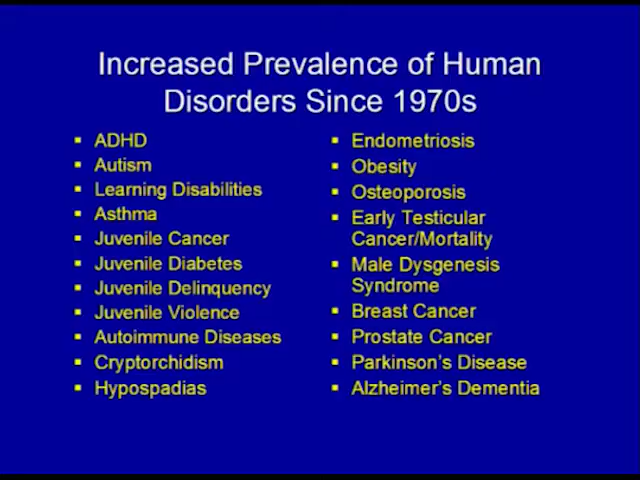 Increased Prevalence of Human
Disorders Since 1970s
▪ ADHD
▪ Autism
▪ Learning Disabilities
▪ Asthma
▪ Juvenile Cancer
▪ Juvenile Diabetes
▪ Juvenile Delinquency
▪ Juvenile Violence
▪ Autoimmune Diseases
▪ Cryptorchidism
▪ Hypospadias
▪ Endometriosis
▪ Obesity
▪ Osteoporosis
▪ Early Testicular
Cancer/Mortality
▪ Male Dysgenesis
Syndrome
▪ Breast Cancer
▪ Prostate Cancer
▪ Parkinson's Disease
▪ Alzheimer's Dementia